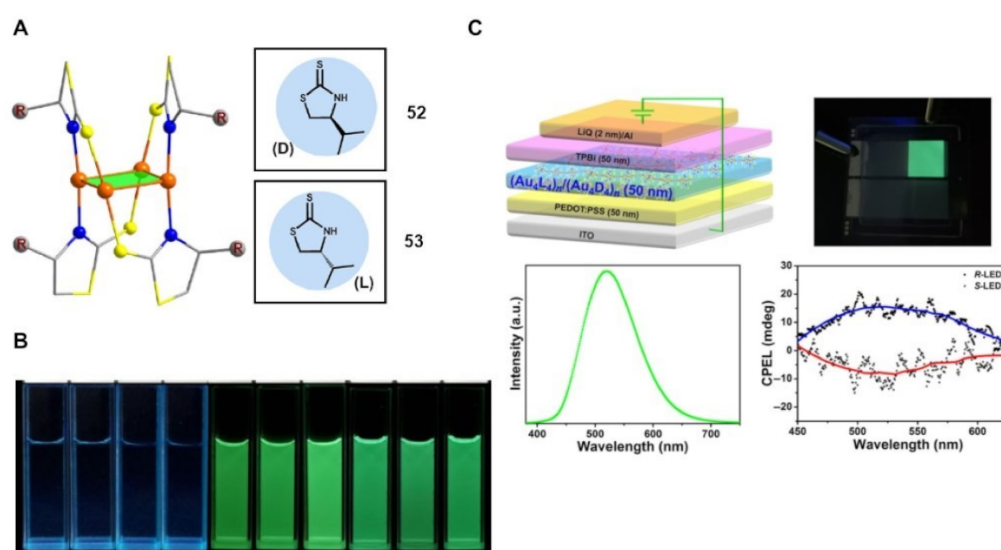 A
R
R
R
R
S
S
NH
(D)
52
S
S
NH
(L)
53
B
C
LiQ (2 nm)/Al
TPBi (50 nm)
(Au₄L₄)ₙ/(Au₄D₄)ₙ (50 nm)
PEDOT:PSS (50 nm)
ITO
Intensity (a.u.)
400 500 600 700
Wavelength (nm)
CPEL (mdeg)
30
20
10
0
−10
−20
R-LED
S-LED
450 500 550 600
Wavelength (nm)